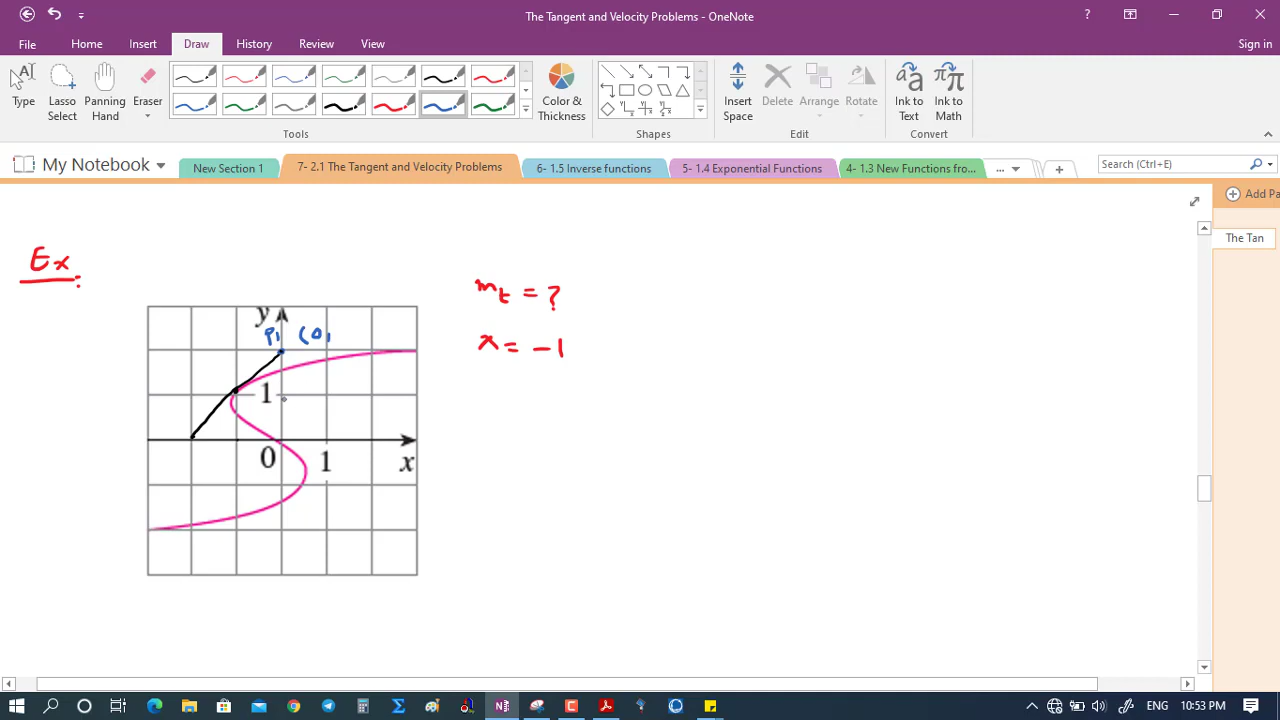 The Tangent and Velocity Problems - OneNote
File Home Insert Draw History Review View
Sign in
Type
Lasso Select
Panning Hand
Eraser
Color & Thickness
Insert Space
Delete
Arrange
Rotate
Ink to Text
Ink to Math
Tools
Shapes
Edit
Convert
My Notebook
New Section 1
7- 2.1 The Tangent and Velocity Problems
6- 1.5 Inverse functions
5- 1.4 Exponential Functions
4- 1.3 New Functions fro...
...
Search (Ctrl+E)
Add Pa
The Tan
Ex:
mt = ?
x = -1
y
P1 (0,
1
0
1
x
ENG 10:53 PM